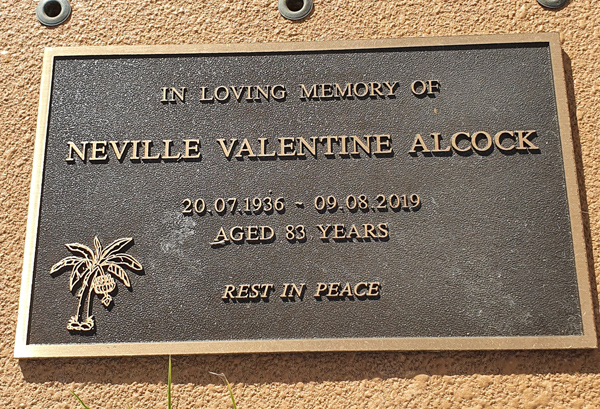 IN LOVING MEMORY OF
NEVILLE VALENTINE ALCOCK
20.07.1936 - 09.08.2019
AGED 83 YEARS
REST IN PEACE